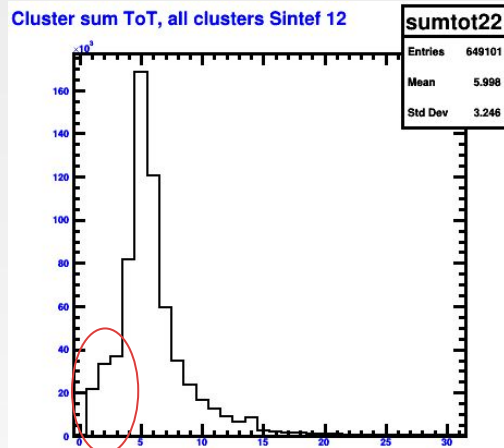 Cluster sum ToT, all clusters Sintef 12
sumtot22
Entries 649101
Mean 5.998
Std Dev 3.246
×10³
160
140
120
100
80
60
40
20
0
0 5 10 15 20 25 30